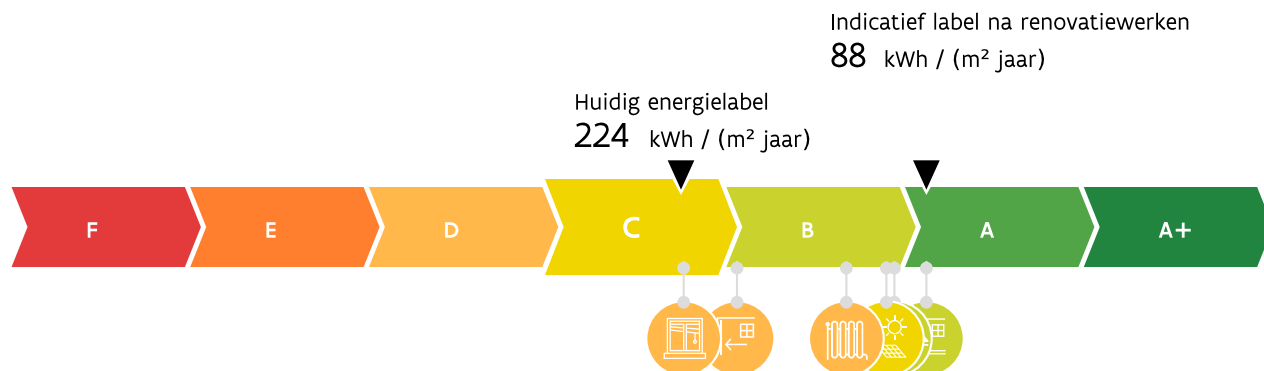 Indicatief label na renovatiewerken
88 kWh / (m² jaar)
Huidig energielabel
224 kWh / (m² jaar)
F E D C B A A+